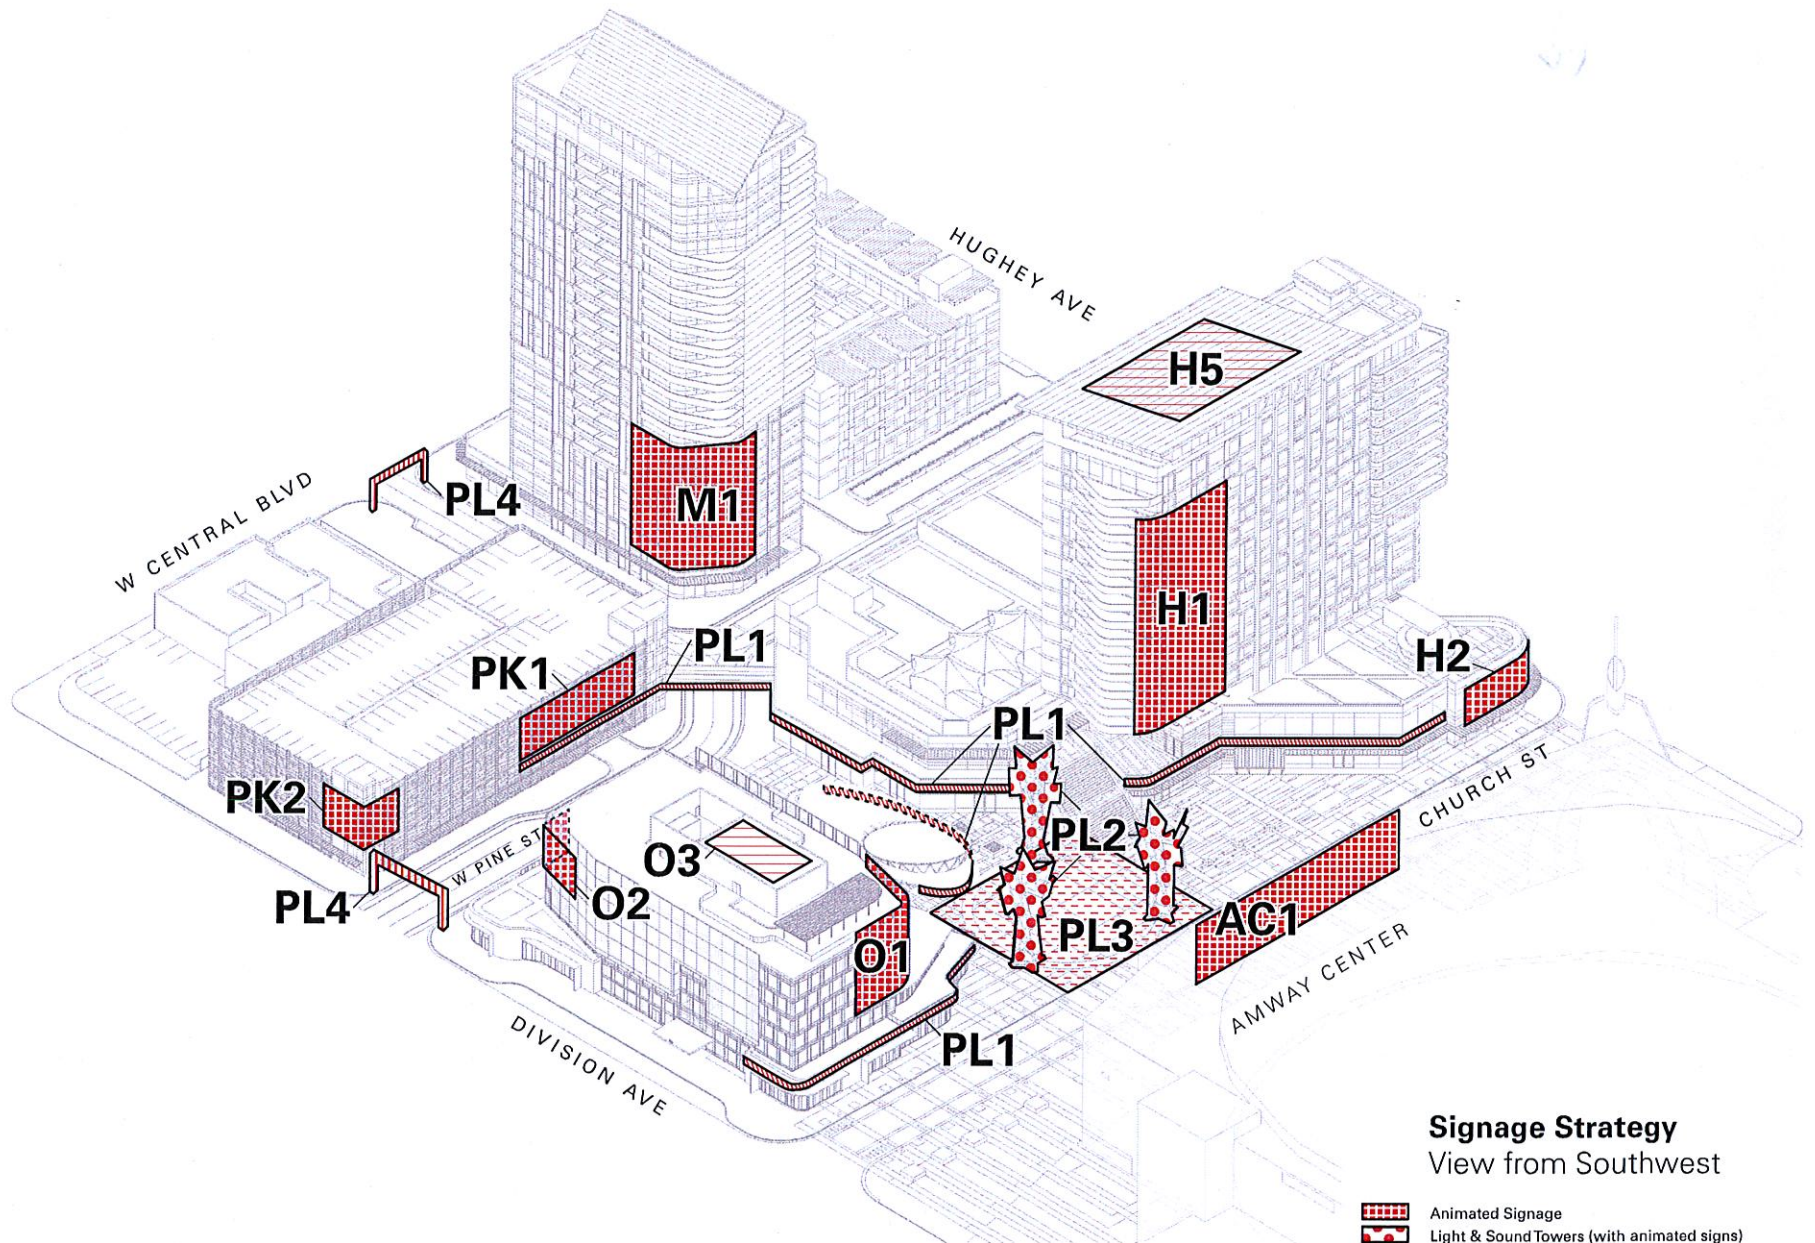 HUGHEY AVE
H5
W CENTRAL BLVD
PL4
M1
H1
PL1
PK1
H2
PL1
PK2
CHURCH ST
W PINE ST
PL2
O3
PL4
O2
AC1
PL3
O1
AMWAY CENTER
DIVISION AVE
PL1
Signage Strategy
View from Southwest
Animated Signage
Light & Sound Towers (with animated signs)